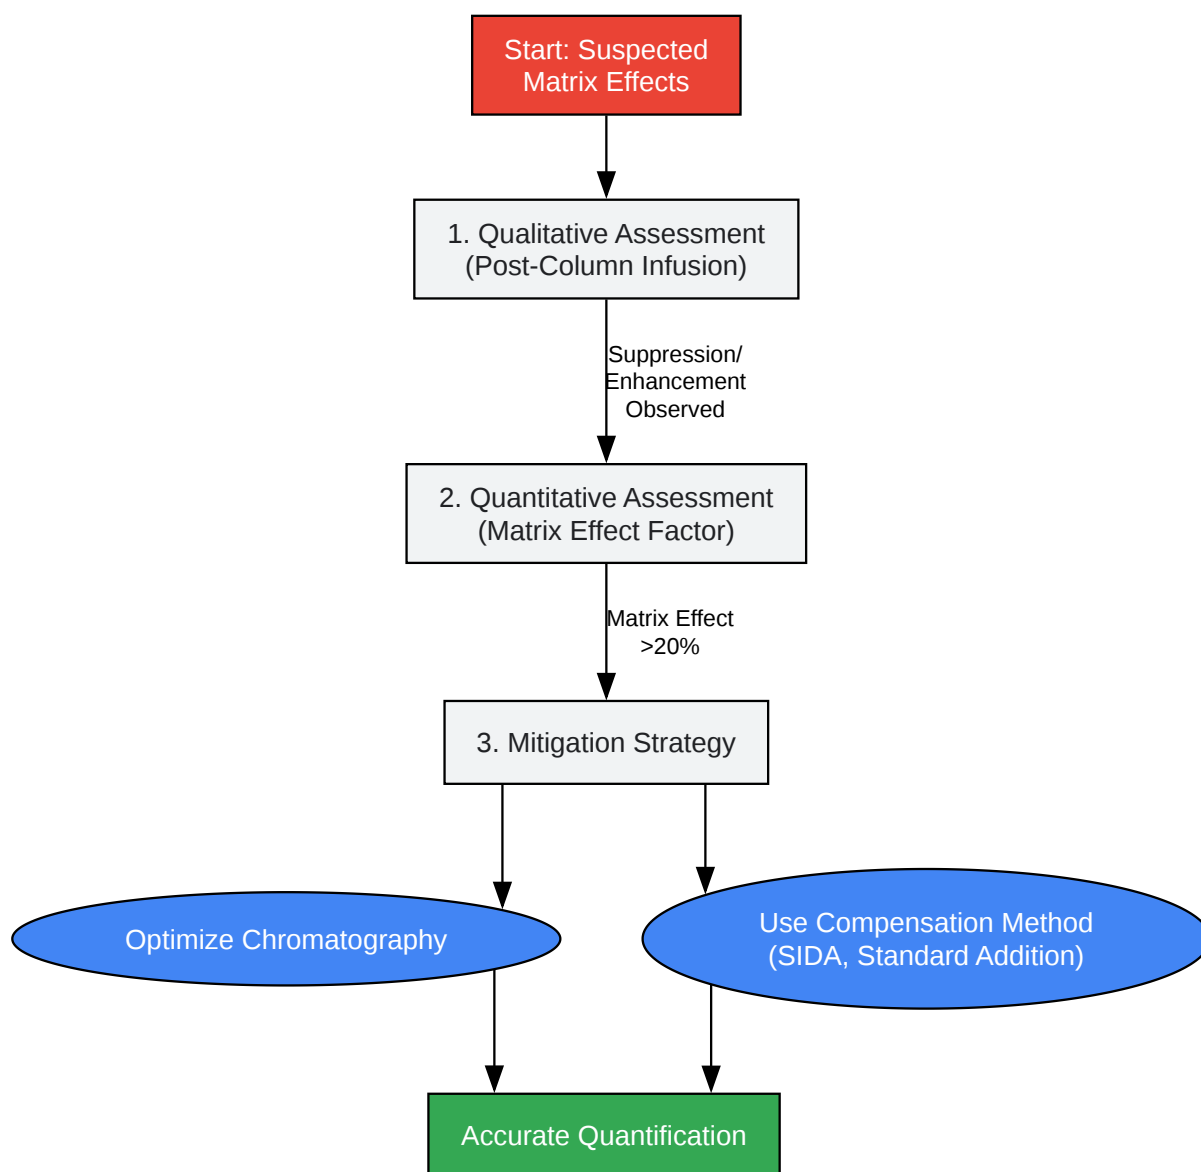 Start: Suspected
Matrix Effects
1. Qualitative Assessment
(Post-Column Infusion)
Suppression/
Enhancement
Observed
2. Quantitative Assessment
(Matrix Effect Factor)
Matrix Effect
>20%
3. Mitigation Strategy
Optimize Chromatography
Use Compensation Method
(SIDA, Standard Addition)
Accurate Quantification